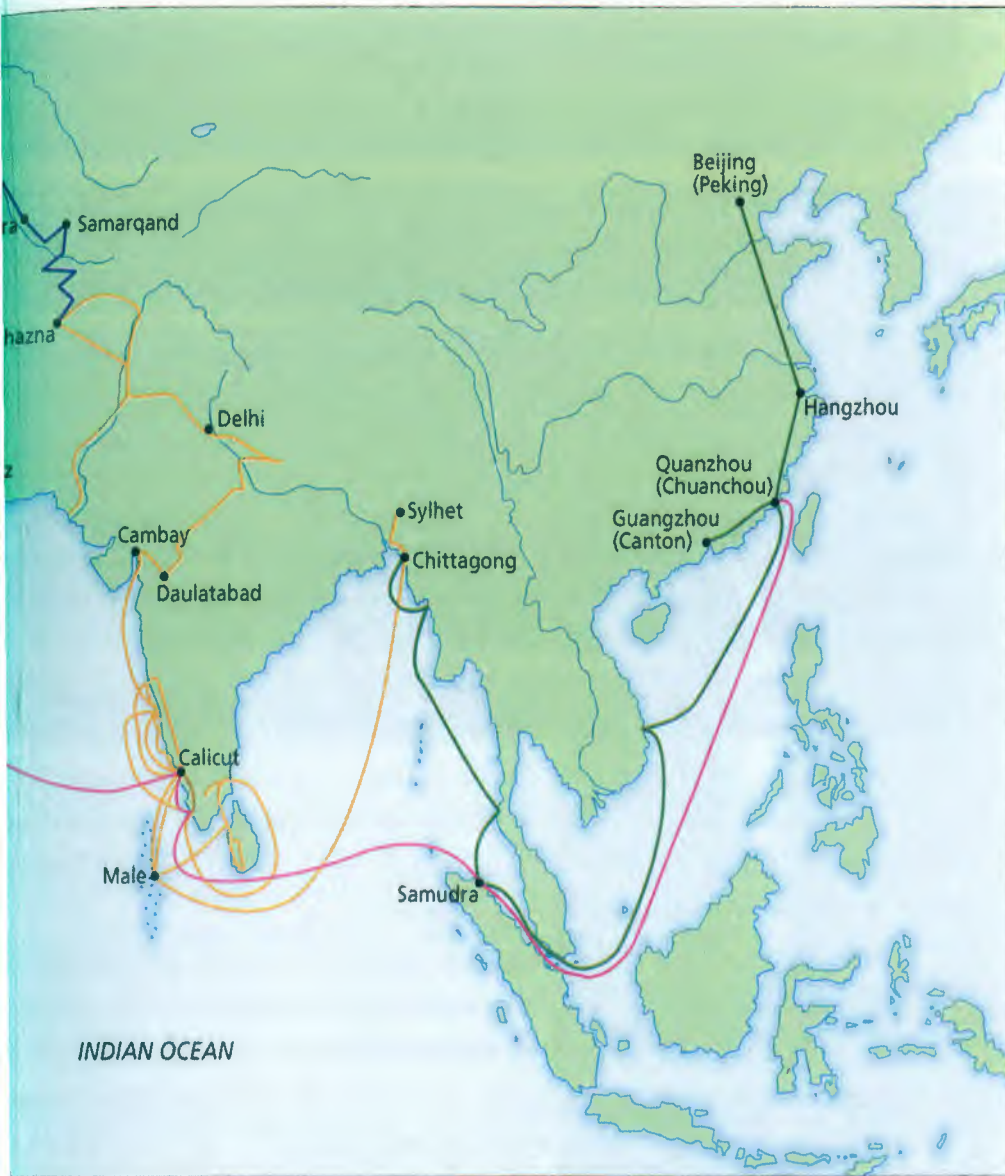 Beijing
(Peking)
ra
Samarqand
hazna
Hangzhou
Delhi
z
Quanzhou
(Chuanchou)
Sylhet
Guangzhou
(Canton)
Cambay
Chittagong
Daulatabad
Calicut
Male
Samudra
INDIAN OCEAN